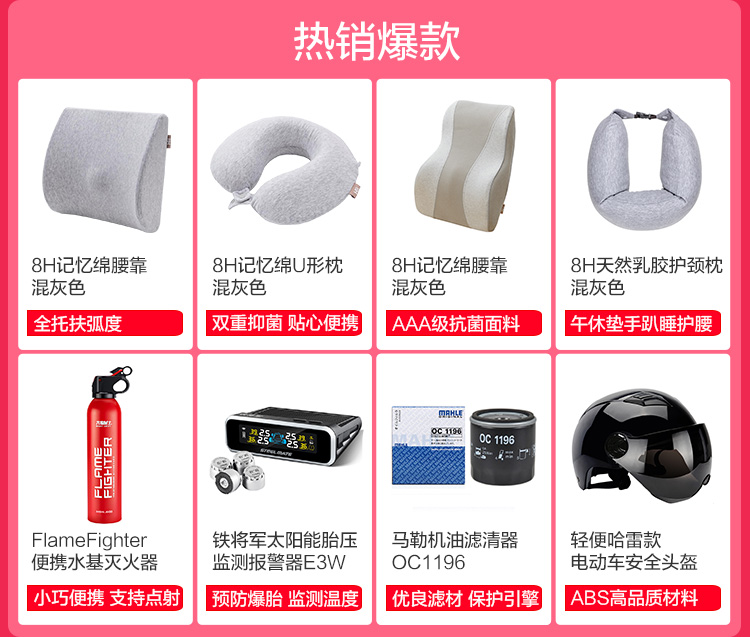 热销爆款
8H记忆绵腰靠
混灰色
全托扶弧度
8H记忆绵U形枕
混灰色
双重抑菌 贴心便携
8H记忆绵腰靠
混灰色
AAA级抗菌面料
8H天然乳胶护颈枕
混灰色
午休垫手趴睡护腰
FLAME
FIGHTER
FlameFighter
便携水基灭火器
小巧便携 支持点射
STEEL MATE
铁将军太阳能胎压
监测报警器E3W
预防爆胎 监测温度
MAHLE
OC 1196
OC 1196
马勒机油滤清器
OC1196
优良滤材 保护引擎
轻便哈雷款
电动车安全头盔
ABS高品质材料